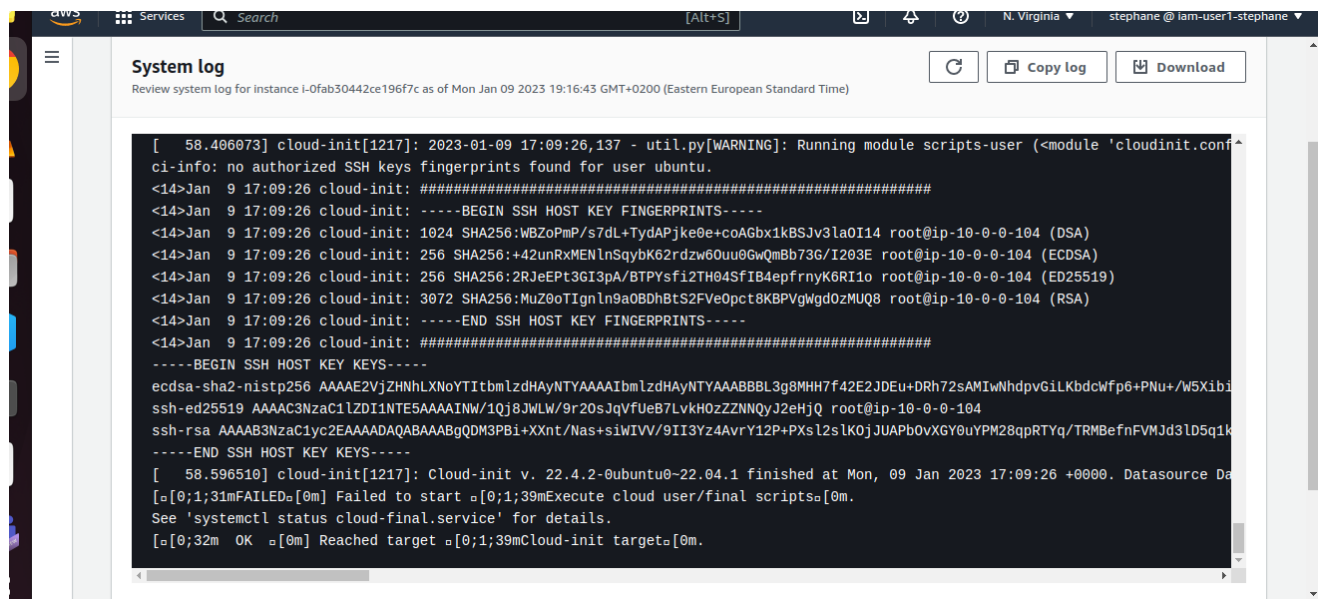 aws
Services
Search
[Alt+S]
N. Virginia ▼
stephane @ iam-user1-stephane ▼
System log
Copy log
Download
Review system log for instance i-0fab30442ce196f7c as of Mon Jan 09 2023 19:16:43 GMT+0200 (Eastern European Standard Time)
[   58.406073] cloud-init[1217]: 2023-01-09 17:09:26,137 - util.py[WARNING]: Running module scripts-user (<module 'cloudinit.conf
ci-info: no authorized SSH keys fingerprints found for user ubuntu.
<14>Jan  9 17:09:26 cloud-init: #############################################################
<14>Jan  9 17:09:26 cloud-init: -----BEGIN SSH HOST KEY FINGERPRINTS-----
<14>Jan  9 17:09:26 cloud-init: 1024 SHA256:WBZoPmP/s7dL+TydAPjke0e+coAGbx1kBSJv3laOI14 root@ip-10-0-0-104 (DSA)
<14>Jan  9 17:09:26 cloud-init: 256 SHA256:+42unRxMENlnSqybK62rdzw6Ouu0GwQmBb73G/I203E root@ip-10-0-0-104 (ECDSA)
<14>Jan  9 17:09:26 cloud-init: 256 SHA256:2RJeEPt3GI3pA/BTPYsfi2TH04SfIB4epfrnyK6RI1o root@ip-10-0-0-104 (ED25519)
<14>Jan  9 17:09:26 cloud-init: 3072 SHA256:MuZ0oTIgnln9aOBDhBtS2FVeOpct8KBPVgWgdOzMUQ8 root@ip-10-0-0-104 (RSA)
<14>Jan  9 17:09:26 cloud-init: -----END SSH HOST KEY FINGERPRINTS-----
<14>Jan  9 17:09:26 cloud-init: #############################################################
-----BEGIN SSH HOST KEY KEYS-----
ecdsa-sha2-nistp256 AAAAE2VjZHNhLXNoYTItbmlzdHAyNTYAAAAIbmlzdHAyNTYAAABBBL3g8MHH7f42E2JDEu+DRh72sAMIwNhdpvGiLKbdcWfp6+PNu+/W5Xibi
ssh-ed25519 AAAAC3NzaC1lZDI1NTE5AAAAINW/1Qj8JWLW/9r2OsJqVfUeB7LvkHOzZZNNQyJ2eHjQ root@ip-10-0-0-104
ssh-rsa AAAAB3NzaC1yc2EAAAADAQABAAABgQDM3PBi+XXnt/Nas+siWIVV/9II3Yz4AvrY12P+PXsl2slKOjJUAPbOvXGY0uYPM28qpRTYq/TRMBefnFVMJd3lD5q1k
-----END SSH HOST KEY KEYS-----
[   58.596510] cloud-init[1217]: Cloud-init v. 22.4.2-0ubuntu0~22.04.1 finished at Mon, 09 Jan 2023 17:09:26 +0000. Datasource Da
[▫[0;1;31mFAILED▫[0m] Failed to start ▫[0;1;39mExecute cloud user/final scripts▫[0m.
See 'systemctl status cloud-final.service' for details.
[▫[0;32m  OK  ▫[0m] Reached target ▫[0;1;39mCloud-init target▫[0m.